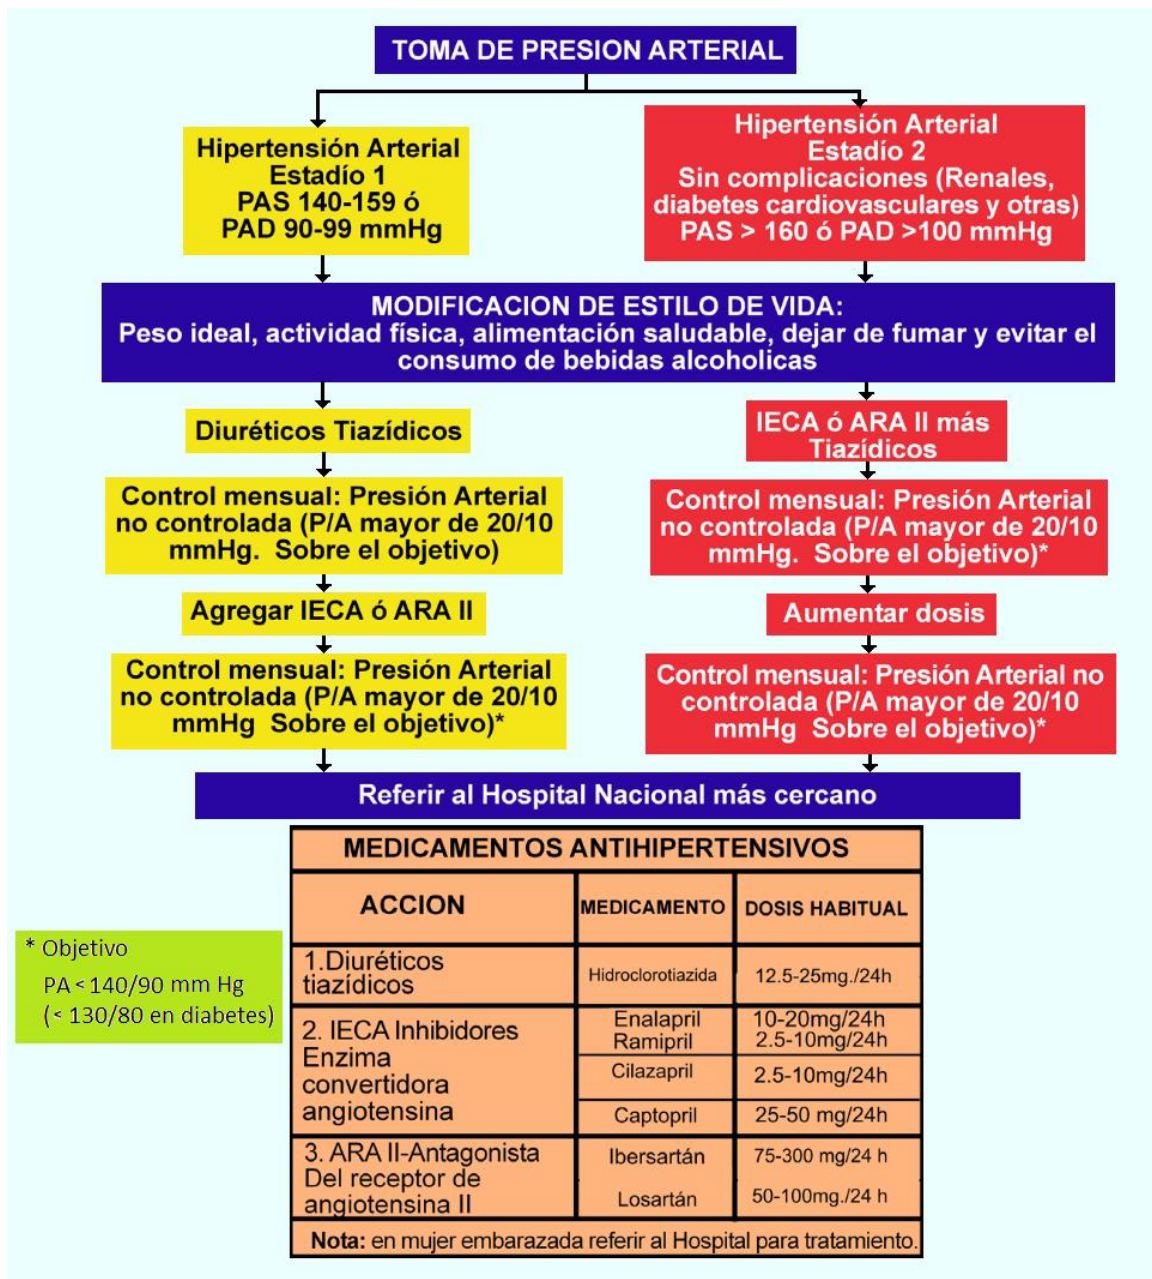 TOMA DE PRESION ARTERIAL
Hipertensión Arterial
Estadío 1
PAS 140-159 ó
PAD 90-99 mmHg
Hipertensión Arterial
Estadío 2
Sin complicaciones (Renales,
diabetes cardiovasculares y otras)
PAS > 160 ó PAD >100 mmHg
MODIFICACION DE ESTILO DE VIDA:
Peso ideal, actividad física, alimentación saludable, dejar de fumar y evitar el
consumo de bebidas alcoholicas
Diuréticos Tiazídicos
IECA ó ARA II más
Tiazídicos
Control mensual: Presión Arterial
no controlada (P/A mayor de 20/10
mmHg. Sobre el objetivo)
Control mensual: Presión Arterial
no controlada (P/A mayor de 20/10
mmHg. Sobre el objetivo)*
Agregar IECA ó ARA II
Aumentar dosis
Control mensual: Presión Arterial
no controlada (P/A mayor de 20/10
mmHg Sobre el objetivo)*
Control mensual: Presión Arterial no
controlada (P/A mayor de 20/10
mmHg Sobre el objetivo)*
Referir al Hospital Nacional más cercano
MEDICAMENTOS ANTIHIPERTENSIVOS
ACCION MEDICAMENTO DOSIS HABITUAL
1.Diuréticos
tiazídicos
Hidroclorotiazida 12.5-25mg./24h
2. IECA Inhibidores
Enzima
convertidora
angiotensina
Enalapril 10-20mg/24h
Ramipril 2.5-10mg/24h
Cilazapril 2.5-10mg/24h
Captopril 25-50 mg/24h
3. ARA II-Antagonista
Del receptor de
angiotensina II
Ibersartán 75-300 mg/24 h
Losartán 50-100mg./24 h
Nota: en mujer embarazada referir al Hospital para tratamiento.
* Objetivo
PA < 140/90 mm Hg
(< 130/80 en diabetes)